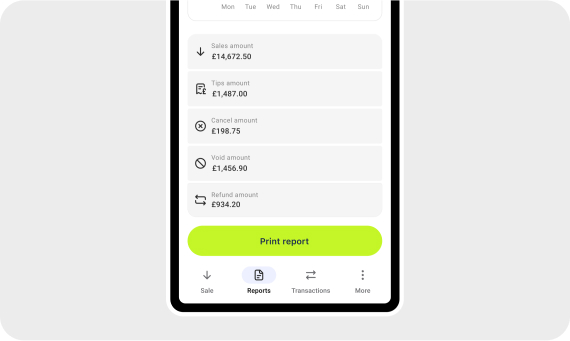 Mon Tue Wed Thu Fri Sat Sun
Sales amount
£14,672.50
Tips amount
£1,487.00
Cancel amount
£198.75
Void amount
£1,456.90
Refund amount
£934.20
Print report
Sale Reports Transactions More